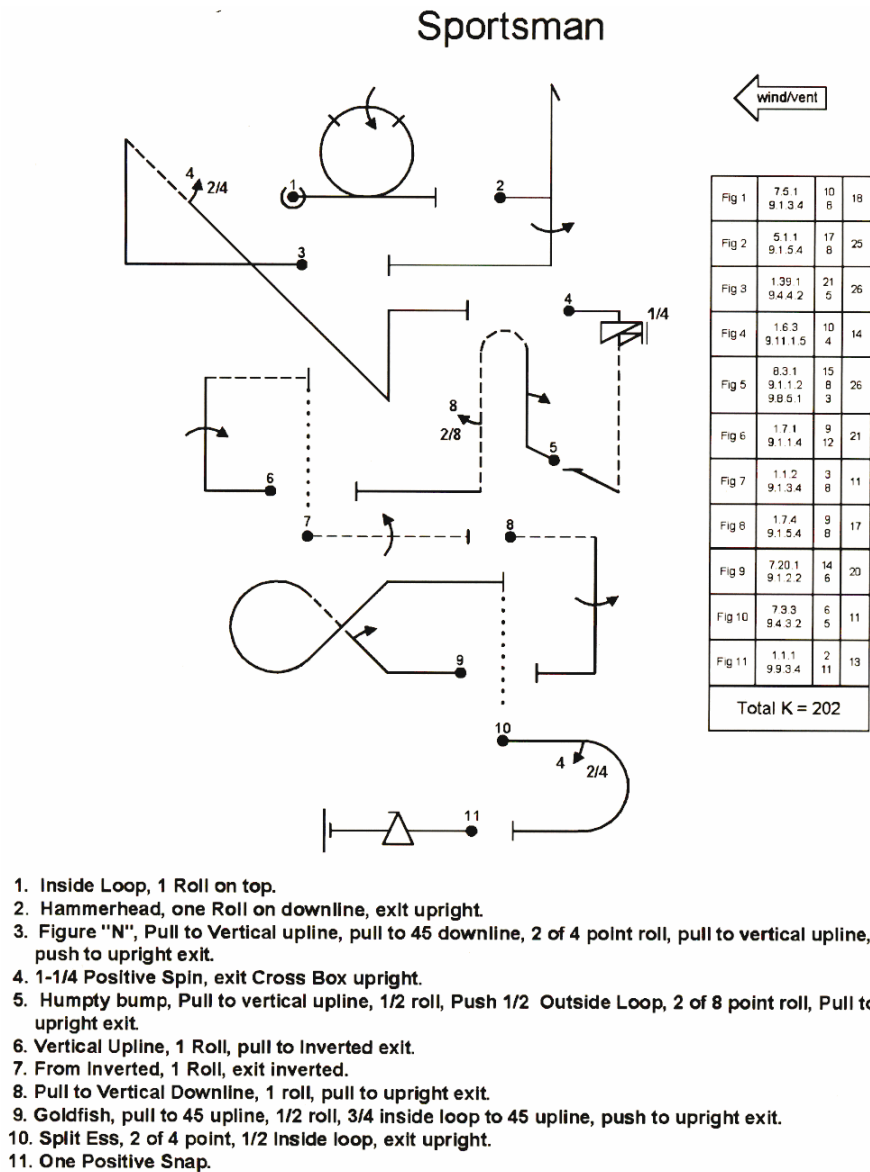 Sportsman
wind/vent
1
2
3
4
2/4
4
1/4
5
8
2/8
6
7
8
9
10
4
2/4
11
Fig 1 7.5.1 10 18
9.1.3.4 6
Fig 2 5.1.1 17 25
9.1.5.4 8
Fig 3 1.39.1 21 26
9.4.4.2 5
Fig 4 1.6.3 10 14
9.11.1.5 4
Fig 5 8.3.1 15 26
9.1.1.2 8
9.8.5.1 3
Fig 6 1.7.1 9 21
9.1.1.4 12
Fig 7 1.1.2 3 11
9.1.3.4 8
Fig 8 1.7.4 9 17
9.1.5.4 8
Fig 9 7.20.1 14 20
9.1.2.2 6
Fig 10 7.3.3 6 11
9.4.3.2 5
Fig 11 1.1.1 2 13
9.9.3.4 11
Total K = 202
1. Inside Loop, 1 Roll on top.
2. Hammerhead, one Roll on downline, exit upright.
3. Figure "N", Pull to Vertical upline, pull to 45 downline, 2 of 4 point roll, pull to vertical upline,
push to upright exit.
4. 1-1/4 Positive Spin, exit Cross Box upright.
5. Humpty bump, Pull to vertical upline, 1/2 roll, Push 1/2 Outside Loop, 2 of 8 point roll, Pull to
upright exit.
6. Vertical Upline, 1 Roll, pull to Inverted exit.
7. From Inverted, 1 Roll, exit inverted.
8. Pull to Vertical Downline, 1 roll, pull to upright exit.
9. Goldfish, pull to 45 upline, 1/2 roll, 3/4 inside loop to 45 upline, push to upright exit.
10. Split Ess, 2 of 4 point, 1/2 Inside loop, exit upright.
11. One Positive Snap.